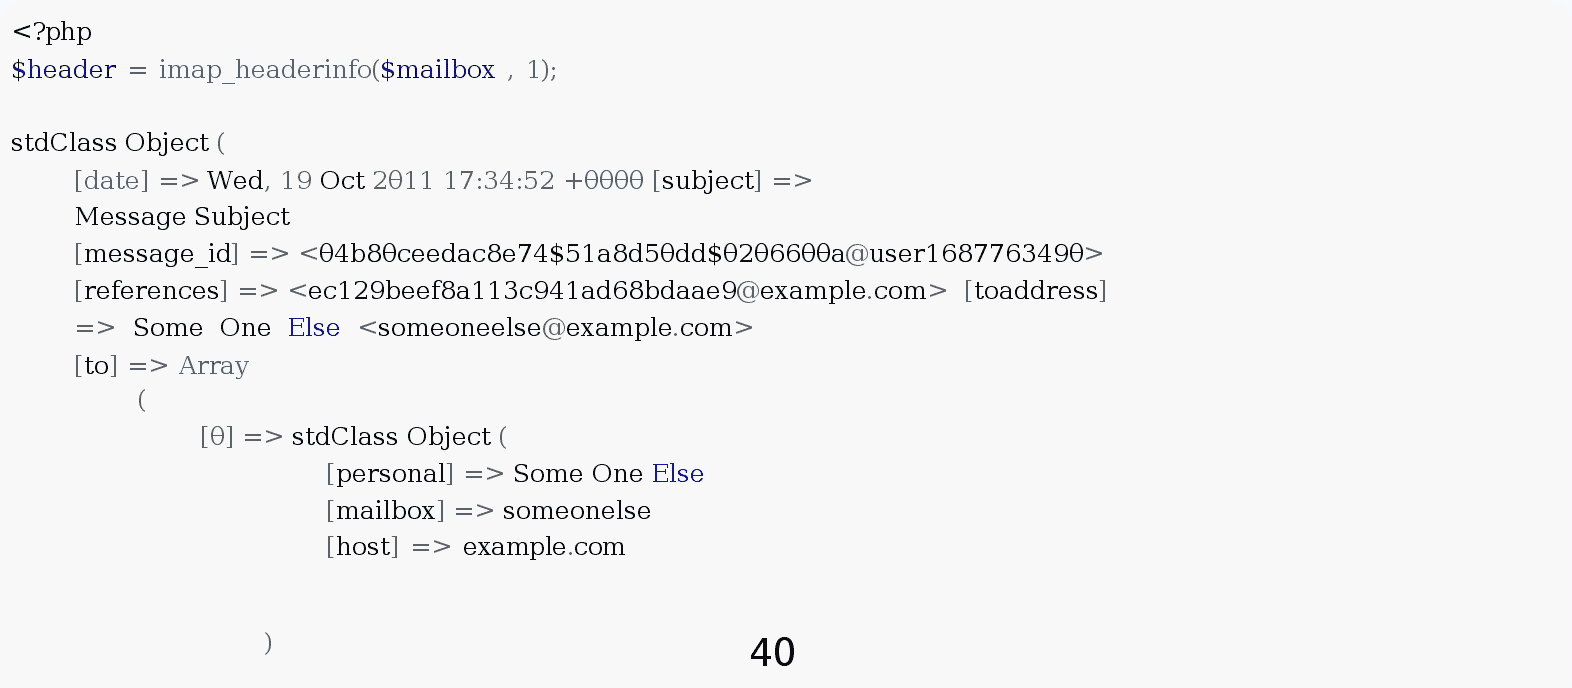 <?php
$header = imap_headerinfo($mailbox , 1);
stdClass Object (
[date] => Wed, 19 Oct 2011 17:34:52 +0000 [subject] =>
Message Subject
[message_id] => <04b80ceedac8e74$51a8d50dd$0206600a@user1687763490>
[references] => <ec129beef8a113c941ad68bdaae9@example.com> [toaddress]
=> Some One Else <someoneelse@example.com>
[to] => Array
(
[0] => stdClass Object (
[personal] => Some One Else
[mailbox] => someonelse
[host] => example.com
)
40